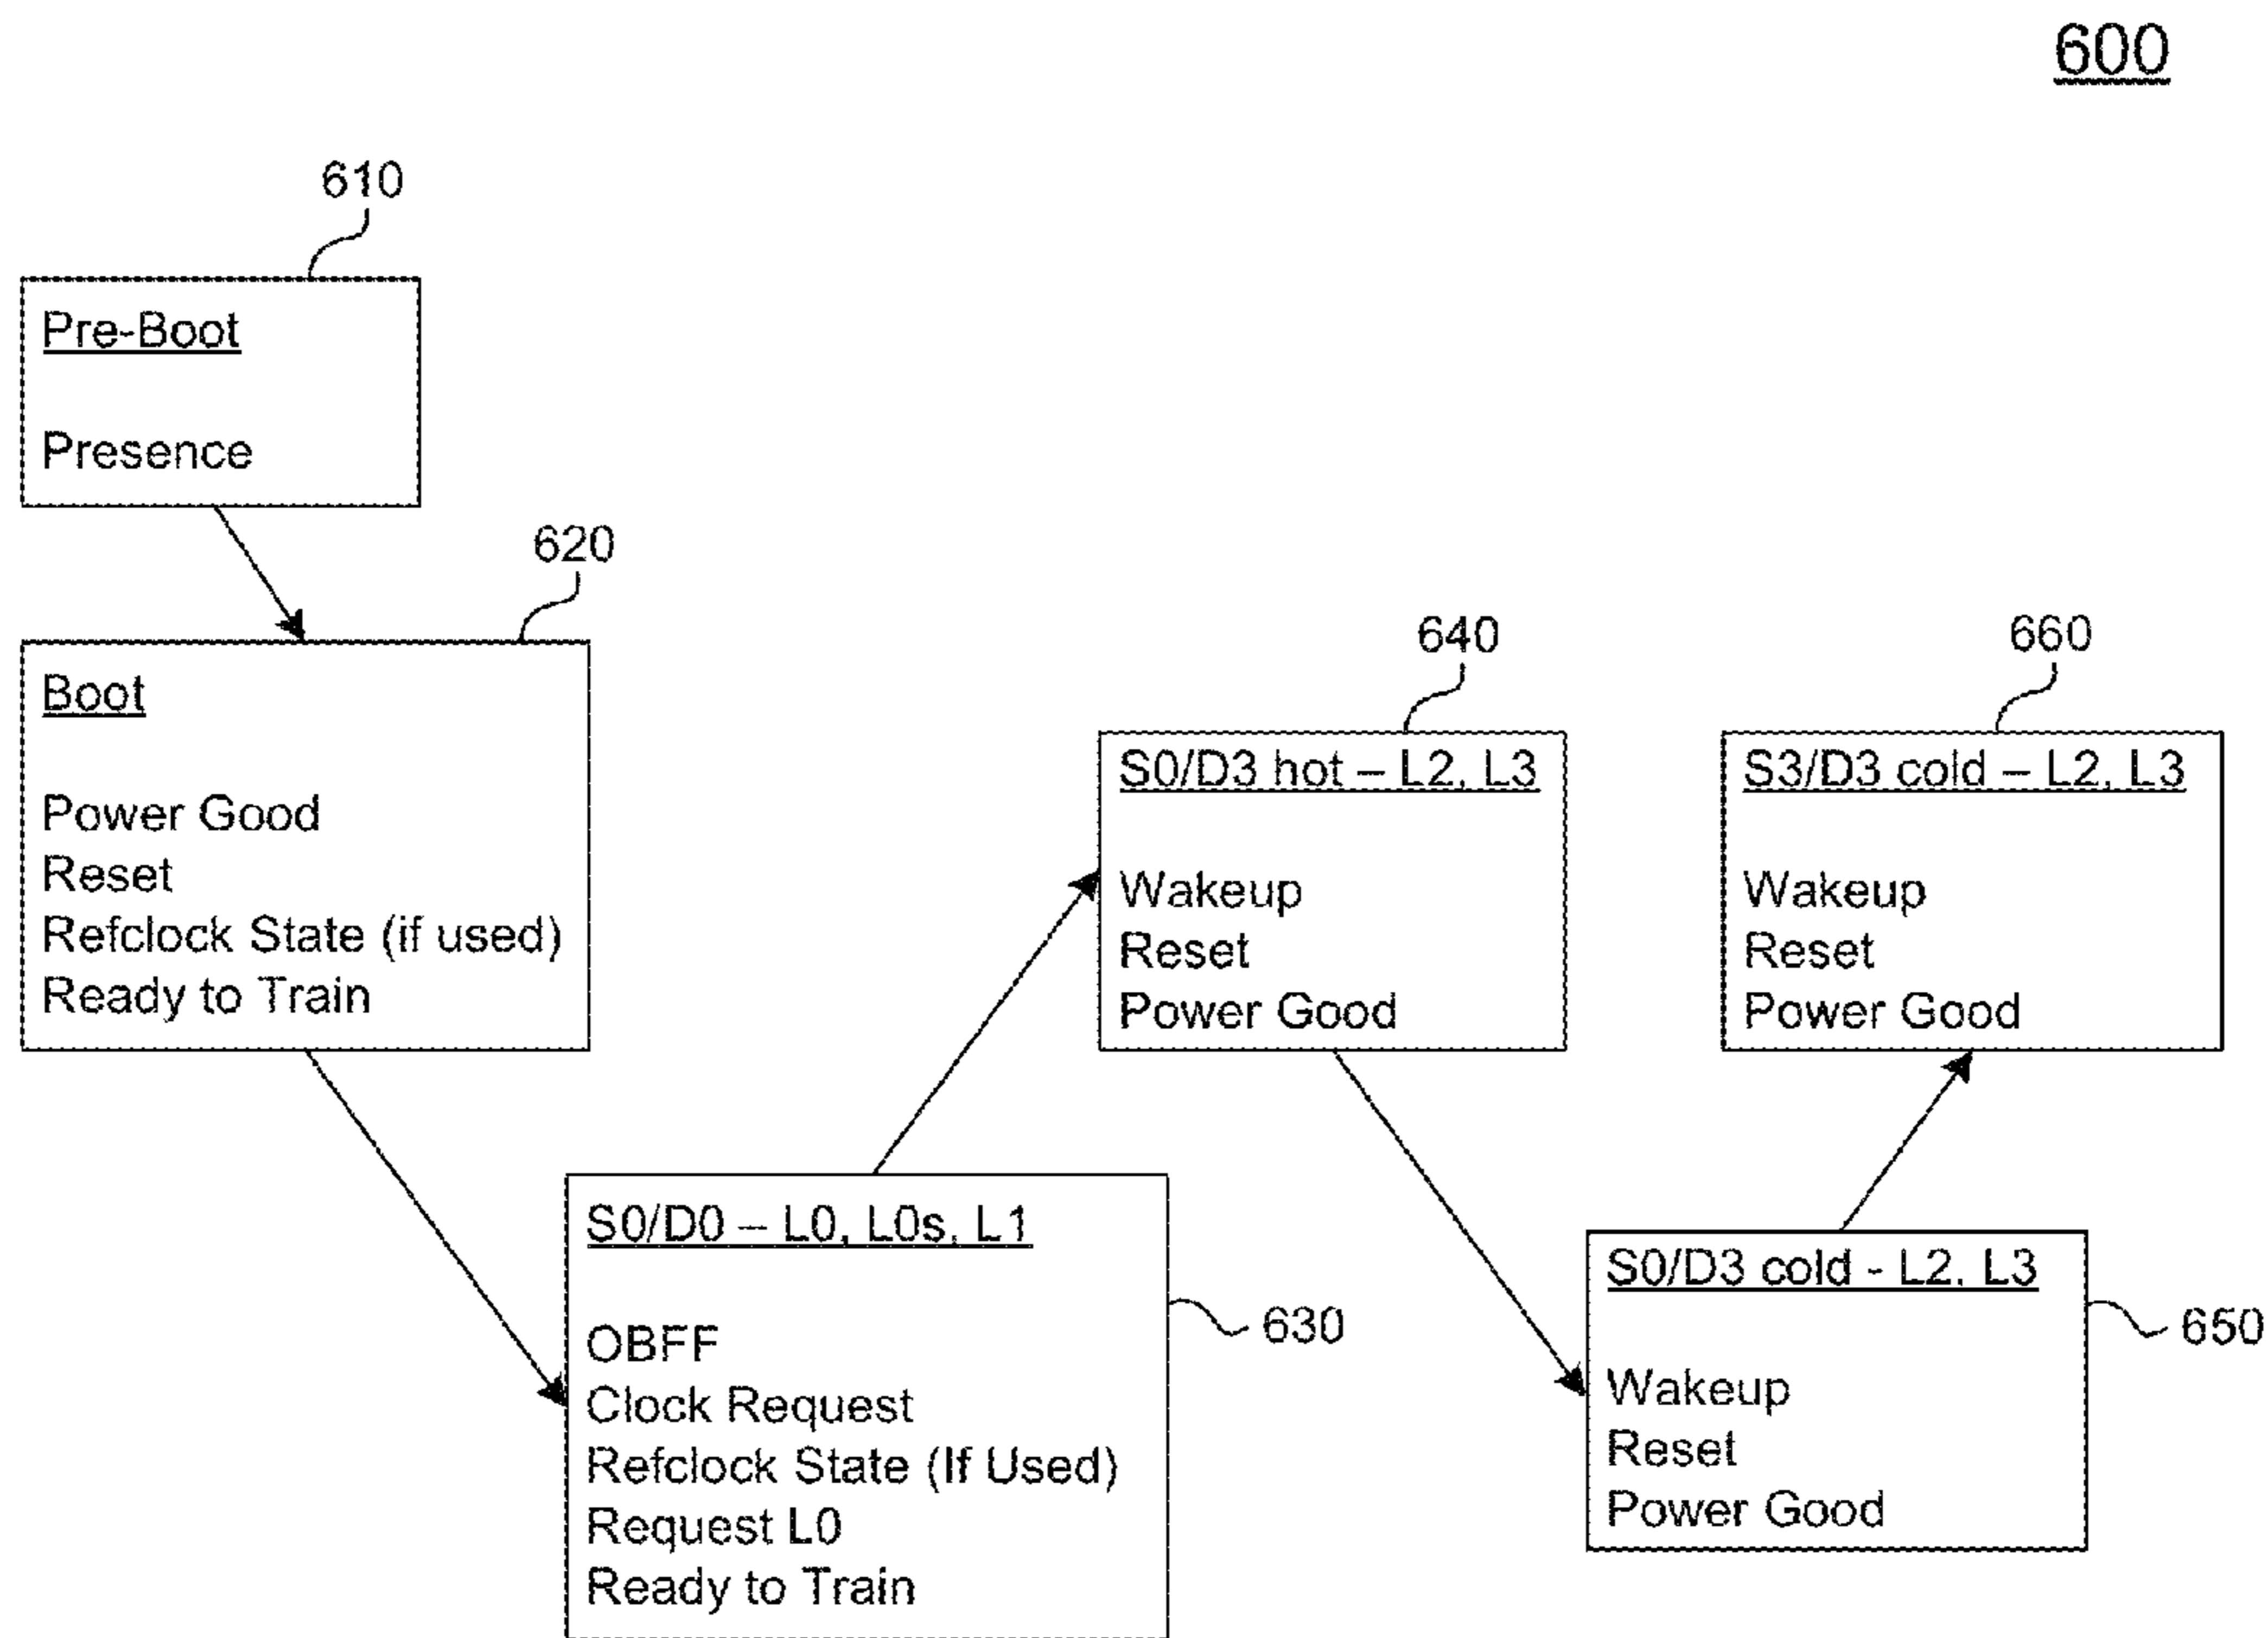 600
610
Pre-Boot
Presence
620
Boot
Power Good
Reset
Refclock State (if used)
Ready to Train
630
S0/D0 – L0, L0s, L1
OBFF
Clock Request
Refclock State (If Used)
Request L0
Ready to Train
640
S0/D3 hot – L2, L3
Wakeup
Reset
Power Good
650
S0/D3 cold - L2, L3
Wakeup
Reset
Power Good
660
S3/D3 cold – L2, L3
Wakeup
Reset
Power Good